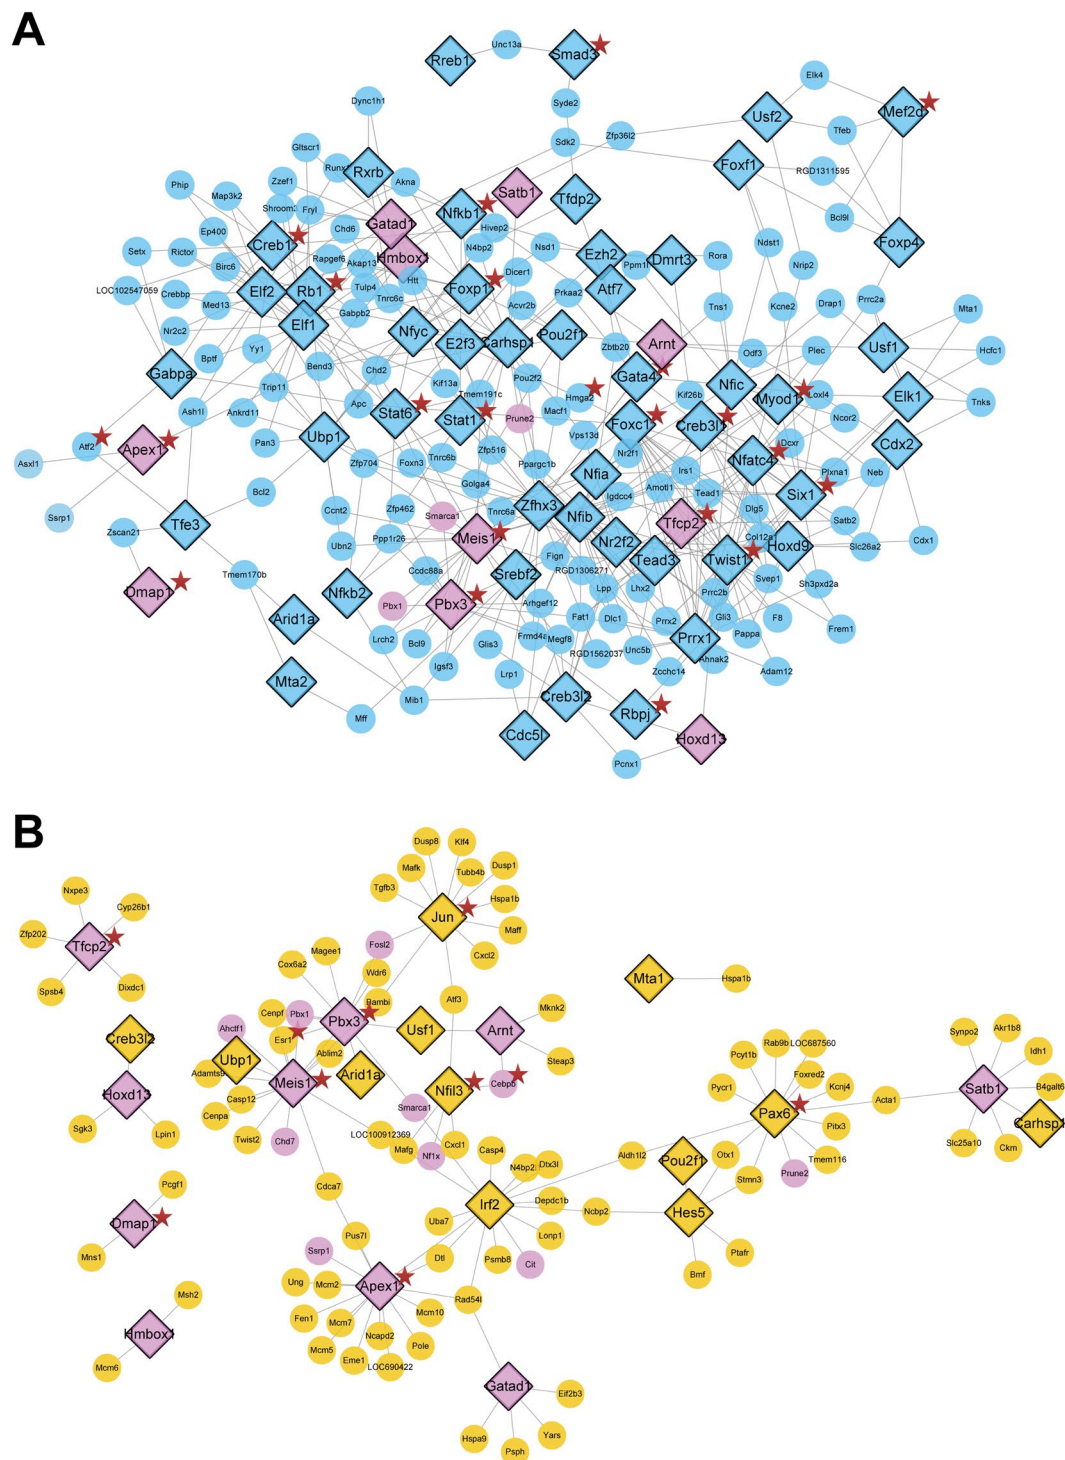 A
Unc13a
Rreb1
Smad3
Elk4
Dync1h1
Syde2
Usf2
Mef2d
Tfeb
Gltscr1
Sdk2
Zfp36l2
Foxf1
RGD1311595
Rxrb
Akna
Satb1
Tfdp2
Phip
Map3k2
Zzef1
Fryl
Nfkb1
Bcl9l
Gatad1
Chd6
Hivep2
Ep400
Creb1
N4bp2
Nsd1
Ezh2
Dmrt3
Rora
Ndst1
Foxp4
Setx
Rictor
Birc6
Rapgef6
Akap13
Hmbox1
Dicer1
Nrip2
LOC102547059
Crebbp
Elf2
Rb1
Tulp4
Htt
Foxp1
Prkaa2
Atf7
Med13
Tnrc6c
Acvr2b
Tns1
Kcne2
Drap1
Prrc2a
Mta1
Gabpb2
Elf1
Nfyc
E2f3
Carhsp1
Pou2f1
Nr2c2
Yy1
Zbtb20
Arnt
Odf3
Plec
Usf1
Hcfc1
Bptf
Bend3
Chd2
Gabpa
Trip11
Kif13a
Pou2f2
Gata4
Nfic
Tmem191c
Hmga2
Kif26b
Myod1
Loxl4
Elk1
Tnks
Ash1l
Ankrd11
Apc
Stat6
Stat1
Prune2
Macf1
Foxc1
Creb3l1
Ncor2
Atf2
Apex1
Pan3
Ubp1
Vps13d
Dcxr
Cdx2
Asxl1
Zfp704
Foxn3
Tnrc6b
Zfp516
Ppargc1b
Nr2f1
Nfatc4
Plxna1
Neb
Nfia
Irs1
Bcl2
Golga4
Amotl1
Tead1
Six1
Ssrp1
Ccnt2
Zfp462
Smarca1
Tnrc6a
Zfhx3
Nfib
Igdcc4
Tfcp2
Dlg5
Satb2
Zscan21
Tfe3
Ubn2
Ppp1r26
Meis1
Nr2f2
Slc26a2
Cdx1
Hoxd9
Fign
RGD1306271
Tead3
Twist1
Tmem170b
Ccdc88a
Srebf2
Svep1
Sh3pxd2a
Dmap1
Nfkb2
Pbx1
Pbx3
Arhgef12
Lpp
Lhx2
Prrc2b
Arid1a
Fat1
Dlc1
Prrx2
Gli3
F8
Frem1
Lrch2
Bcl9
Glis3
Megf8
Prrx1
Pappa
RGD1562037
Unc5b
Igsf3
Lrp1
Zcchc14
Ahnak2
Adam12
Mta2
Mib1
Creb3l2
Rbpj
Mff
Cdc5l
Hoxd13
Pcnx1
B
Dusp8
Klf4
Mafk
Tubb4b
Dusp1
Nxpe3
Tgfb3
Cyp26b1
Hspa1b
Jun
Zfp202
Tfcp2
Maff
Fosl2
Magee1
Cxcl2
Cox6a2
Wdr6
Mta1
Hspa1b
Spsb4
Dixdc1
Atf3
Bambi
Cenpf
Pbx1
Pbx3
Mknk2
Ahctf1
Usf1
Arnt
Synpo2
Akr1b8
Creb3l2
Esr1
Rab9b
LOC687560
Ubp1
Ablim2
Pcyt1b
Idh1
Steap3
Foxred2
Adamts9
Meis1
Arid1a
Nfil3
Cebpb
Pycr1
Kcnj4
Satb1
B4galt6
Hoxd13
Casp12
Smarca1
Acta1
Cenpa
Pax6
Carhsp1
Sgk3
Lpin1
Twist2
Chd7
LOC100912369
Pitx3
Mafg
Cxcl1
Casp4
Slc25a10
Ckm
Nf1x
Aldh1l2
Pou2f1
Otx1
Tmem116
Dtx3l
Prune2
Stmn3
Pcgf1
Cdca7
Irf2
Depdc1b
Dmap1
Uba7
Ncbp2
Hes5
Pus7l
Lonp1
Mns1
Ssrp1
Dtl
Psmb8
Cit
Ptafr
Bmf
Ung
Mcm2
Apex1
Msh2
Rad54l
Fen1
Mcm7
Mcm10
Hmbox1
Ncapd2
Pole
Mcm5
Eme1
LOC690422
Mcm6
Gatad1
Eif2b3
Hspa9
Yars
Psph